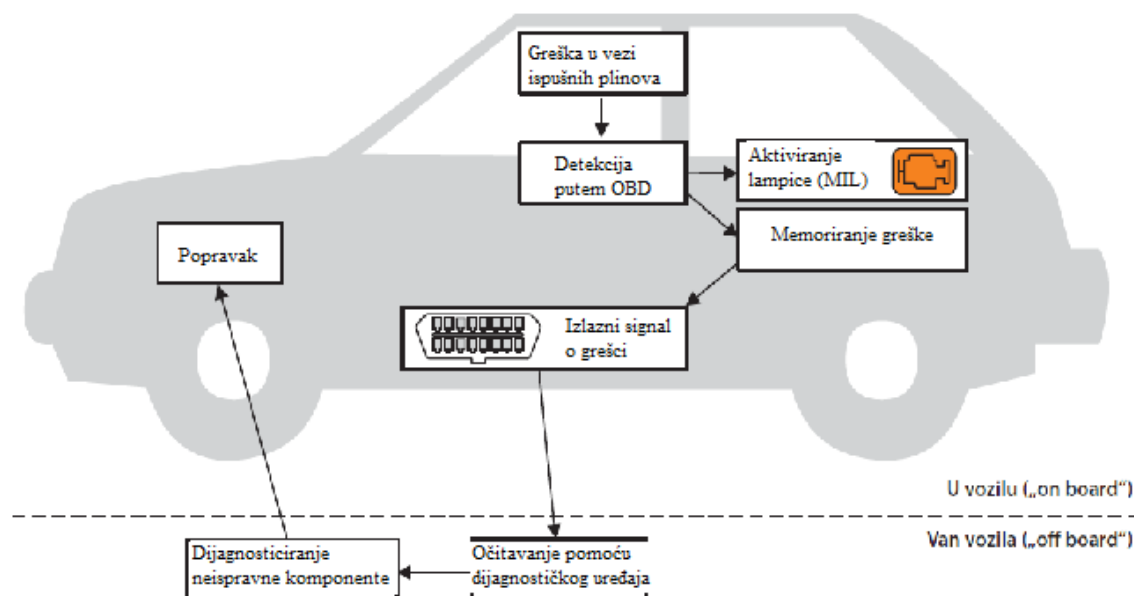 Greška u vezi
ispušnih plinova
Detekcija
putem OBD
Aktiviranje
lampice (MIL)
Memoriranje greške
Popravak
Izlazni signal
o grešci
U vozilu („on board“)
Van vozila („off board“)
Dijagnosticiranje
neispravne komponente
Očitavanje pomoću
dijagnostičkog uređaja